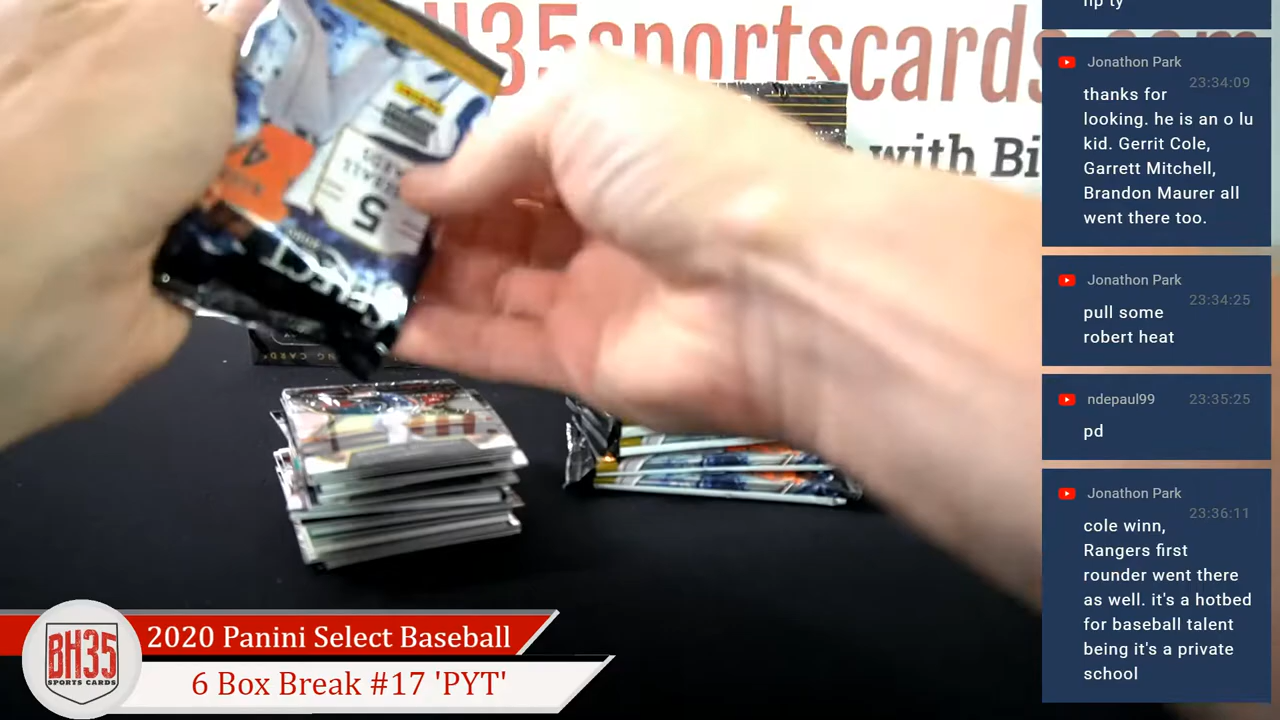 H35sportscards.com
with Bi
5
SELECT
TRADING CARDS
BH35
SPORTS CARDS
2020 Panini Select Baseball
6 Box Break #17 'PYT'
Jonathon Park
23:34:09
thanks for
looking. he is an o lu
kid. Gerrit Cole,
Garrett Mitchell,
Brandon Maurer all
went there too.
Jonathon Park
23:34:25
pull some
robert heat
ndepaul99 23:35:25
pd
Jonathon Park
23:36:11
cole winn,
Rangers first
rounder went there
as well. it's a hotbed
for baseball talent
being it's a private
school